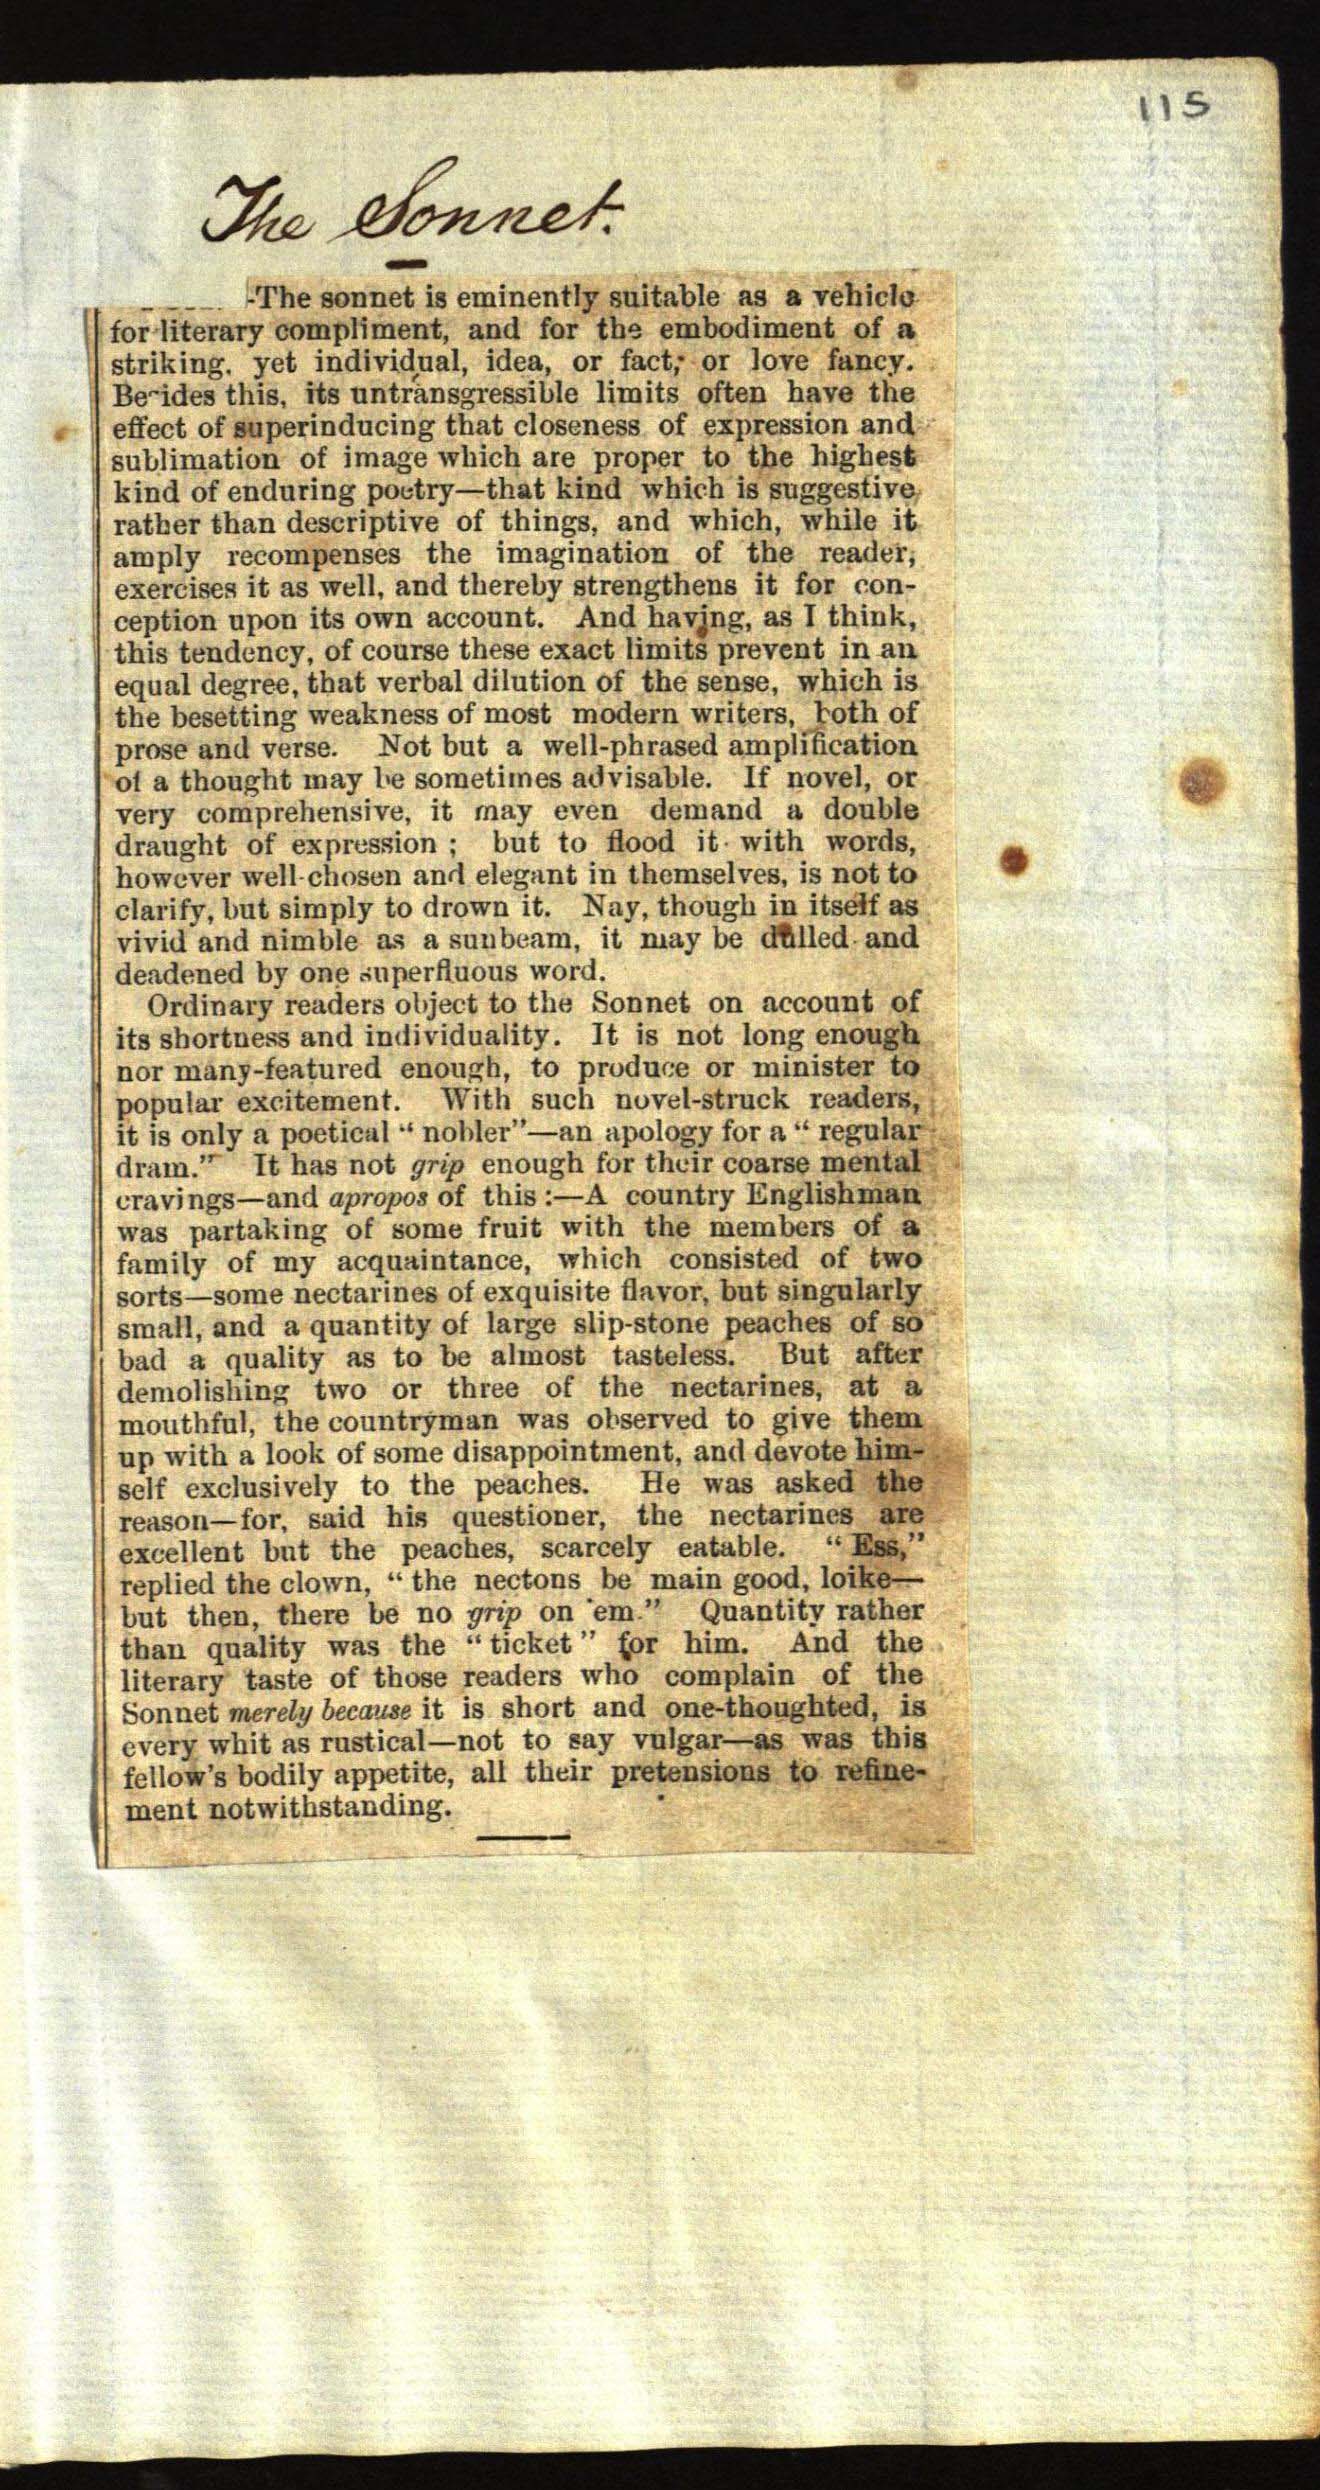 115
The Sonnet.
-The sonnet is eminently suitable as a vehicle
for literary compliment, and for the embodiment of a
striking, yet individual, idea, or fact, or love fancy.
Besides this, its untransgressible limits often have the
effect of superinducing that closeness of expression and
sublimation of image which are proper to the highest
kind of enduring poetry—that kind which is suggestive
rather than descriptive of things, and which, while it
amply recompenses the imagination of the reader,
exercises it as well, and thereby strengthens it for con-
ception upon its own account. And having, as I think,
this tendency, of course these exact limits prevent in an
equal degree, that verbal dilution of the sense, which is
the besetting weakness of most modern writers, both of
prose and verse. Not but a well-phrased amplification
of a thought may be sometimes advisable. If novel, or
very comprehensive, it may even demand a double
draught of expression ; but to flood it with words,
however well-chosen and elegant in themselves, is not to
clarify, but simply to drown it. Nay, though in itself as
vivid and nimble as a sunbeam, it may be dulled and
deadened by one superfluous word.
Ordinary readers object to the Sonnet on account of
its shortness and individuality. It is not long enough
nor many-featured enough, to produce or minister to
popular excitement. With such novel-struck readers,
it is only a poetical "nobler"—an apology for a "regular
dram." It has not grip enough for their coarse mental
cravings—and apropos of this :—A country Englishman
was partaking of some fruit with the members of a
family of my acquaintance, which consisted of two
sorts—some nectarines of exquisite flavor, but singularly
small, and a quantity of large slip-stone peaches of so
bad a quality as to be almost tasteless. But after
demolishing two or three of the nectarines, at a
mouthful, the countryman was observed to give them
up with a look of some disappointment, and devote him-
self exclusively to the peaches. He was asked the
reason—for, said his questioner, the nectarines are
excellent but the peaches, scarcely eatable. "Ess,"
replied the clown, "the nectons be main good, loike—
but then, there be no grip on 'em." Quantity rather
than quality was the "ticket" for him. And the
literary taste of those readers who complain of the
Sonnet merely because it is short and one-thoughted, is
every whit as rustical—not to say vulgar—as was this
fellow's bodily appetite, all their pretensions to refine-
ment notwithstanding.